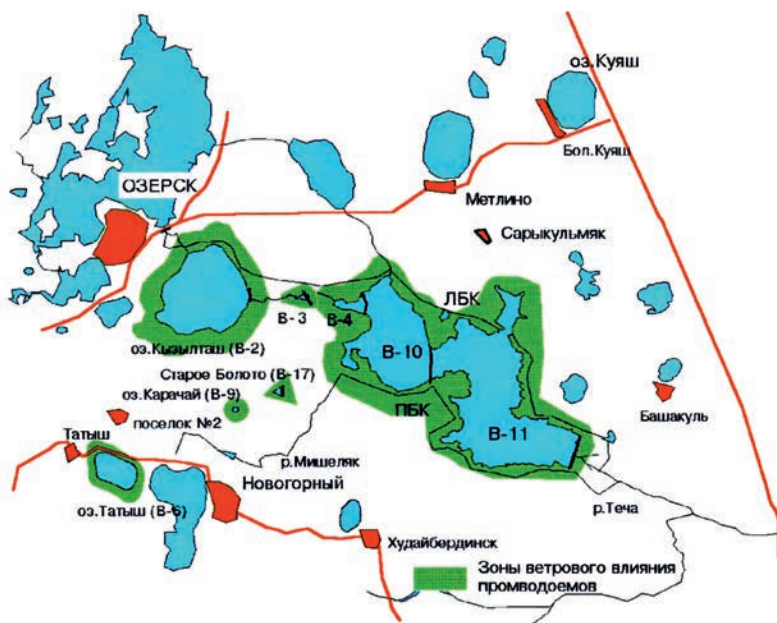 оз.Куяш
Бол.Куяш
ОЗЕРСК
Метлино
Сарыкульмяк
ЛБК
В-3
В-4
оз.Кызылташ (В-2)
В-10
Старое Болото (В-17)
оз.Карачай (В-9)
ПБК
Башакуль
поселок №2
Татыш
В-11
р.Мишеляк
Новогорный
р.Теча
оз.Татыш (В-6)
Худайбердинск
Зоны ветрового влияния
промводоемов